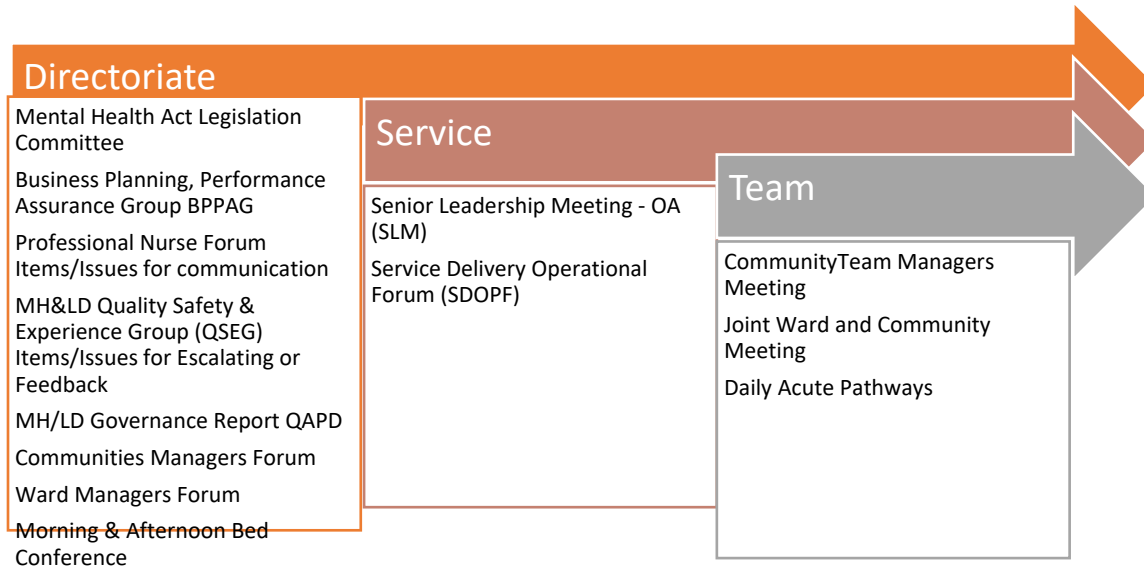 Directoriate
Mental Health Act Legislation
Committee
Business Planning, Performance
Assurance Group BPPAG
Professional Nurse Forum
Items/Issues for communication
MH&LD Quality Safety &
Experience Group (QSEG)
Items/Issues for Escalating or
Feedback
MH/LD Governance Report QAPD
Communities Managers Forum
Ward Managers Forum
Morning & Afternoon Bed
Conference
Service
Senior Leadership Meeting - OA
(SLM)
Service Delivery Operational
Forum (SDOPF)
Team
CommunityTeam Managers
Meeting
Joint Ward and Community
Meeting
Daily Acute Pathways